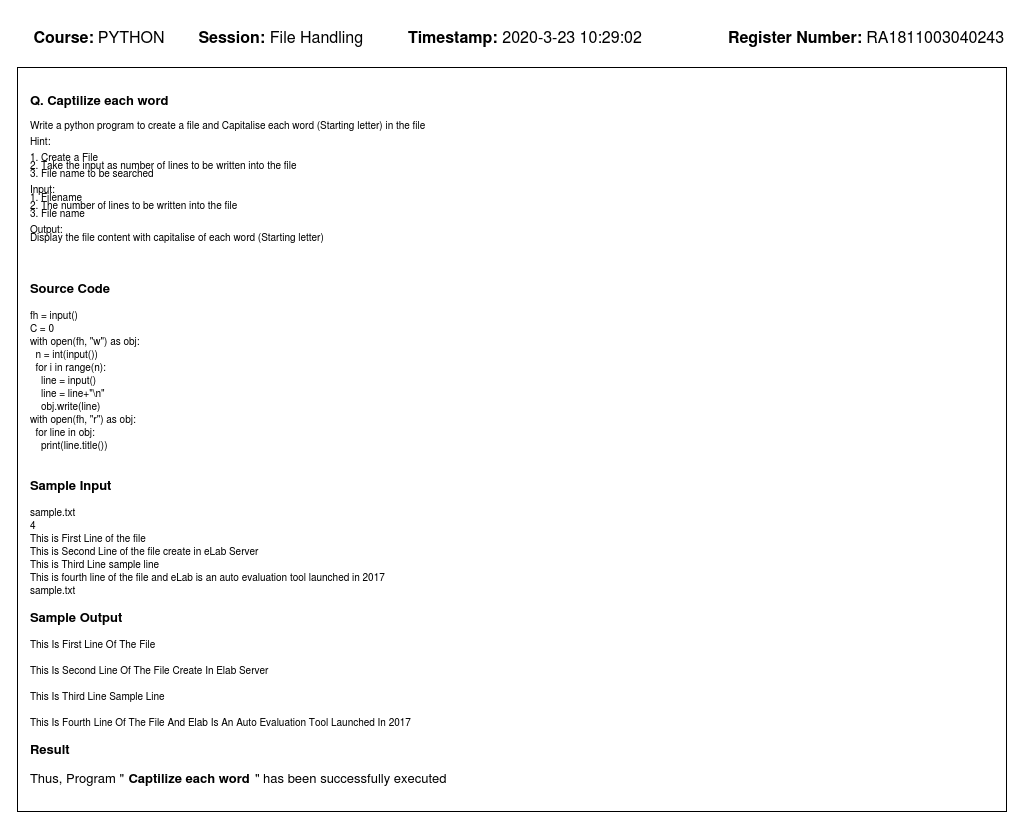 Course: PYTHON Session: File Handling Timestamp: 2020-3-23 10:29:02 Register Number: RA1811003040243
Q. Captilize each word
Write a python program to create a file and Capitalise each word (Starting letter) in the file
Hint:
1. Create a File
2. Take the input as number of lines to be written into the file
3. File name to be searched
Input:
1. Filename
2. The number of lines to be written into the file
3. File name
Output:
Display the file content with capitalise of each word (Starting letter)
Source Code
fh = input()
C = 0
with open(fh, "w") as obj:
  n = int(input())
  for i in range(n):
    line = input()
    line = line+"\n"
    obj.write(line)
with open(fh, "r") as obj:
  for line in obj:
    print(line.title())
Sample Input
sample.txt
4
This is First Line of the file
This is Second Line of the file create in eLab Server
This is Third Line sample line
This is fourth line of the file and eLab is an auto evaluation tool launched in 2017
sample.txt
Sample Output
This Is First Line Of The File
This Is Second Line Of The File Create In Elab Server
This Is Third Line Sample Line
This Is Fourth Line Of The File And Elab Is An Auto Evaluation Tool Launched In 2017
Result
Thus, Program " Captilize each word " has been successfully executed